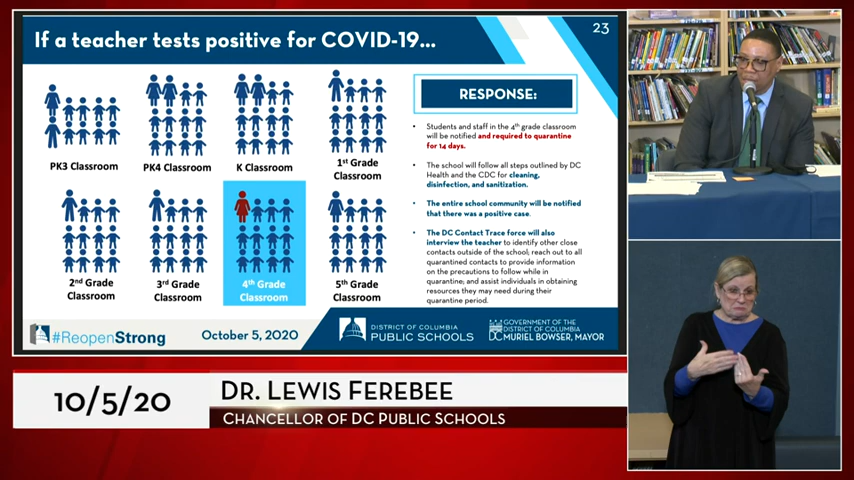 If a teacher tests positive for COVID-19...
23
PK3 Classroom
PK4 Classroom
K Classroom
1st Grade
Classroom
2nd Grade
Classroom
3rd Grade
Classroom
4th Grade
Classroom
5th Grade
Classroom
RESPONSE:
• Students and staff in the 4th grade classroom
will be notified and required to quarantine
for 14 days.
• The school will follow all steps outlined by DC
Health and the CDC for cleaning,
disinfection, and sanitization.
• The entire school community will be notified
that there was a positive case.
• The DC Contact Trace force will also
interview the teacher to identify other close
contacts outside of the school; reach out to all
quarantined contacts to provide information
on the precautions to follow while in
quarantine; and assist individuals in obtaining
resources they may need during their
quarantine period.
#ReopenStrong
October 5, 2020
DISTRICT OF COLUMBIA
PUBLIC SCHOOLS
GOVERNMENT OF THE
DISTRICT OF COLUMBIA
DC MURIEL BOWSER, MAYOR
10/5/20
DR. LEWIS FEREBEE
CHANCELLOR OF DC PUBLIC SCHOOLS